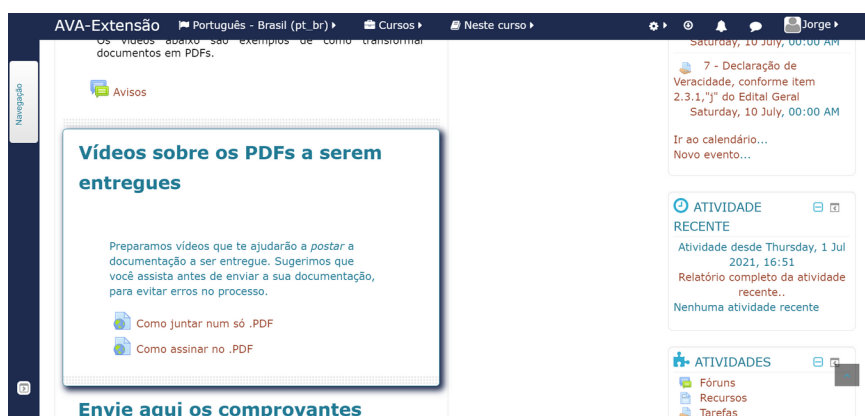 AVA-Extensão Português - Brasil (pt_br) Cursos Neste curso Jorge
Navegação
Os vídeos abaixo são exemplos de como transformar
documentos em PDFs.
Avisos
Vídeos sobre os PDFs a serem
entregues
Preparamos vídeos que te ajudarão a postar a
documentação a ser entregue. Sugerimos que
você assista antes de enviar a sua documentação,
para evitar erros no processo.
Como juntar num só .PDF
Como assinar no .PDF
Envie aqui os comprovantes
Saturday, 10 July, 00:00 AM
7 - Declaração de
Veracidade, conforme item
2.3.1,"j" do Edital Geral
Saturday, 10 July, 00:00 AM
Ir ao calendário...
Novo evento...
ATIVIDADE
RECENTE
Atividade desde Thursday, 1 Jul
2021, 16:51
Relatório completo da atividade
recente..
Nenhuma atividade recente
ATIVIDADES
Fóruns
Recursos
Tarefas